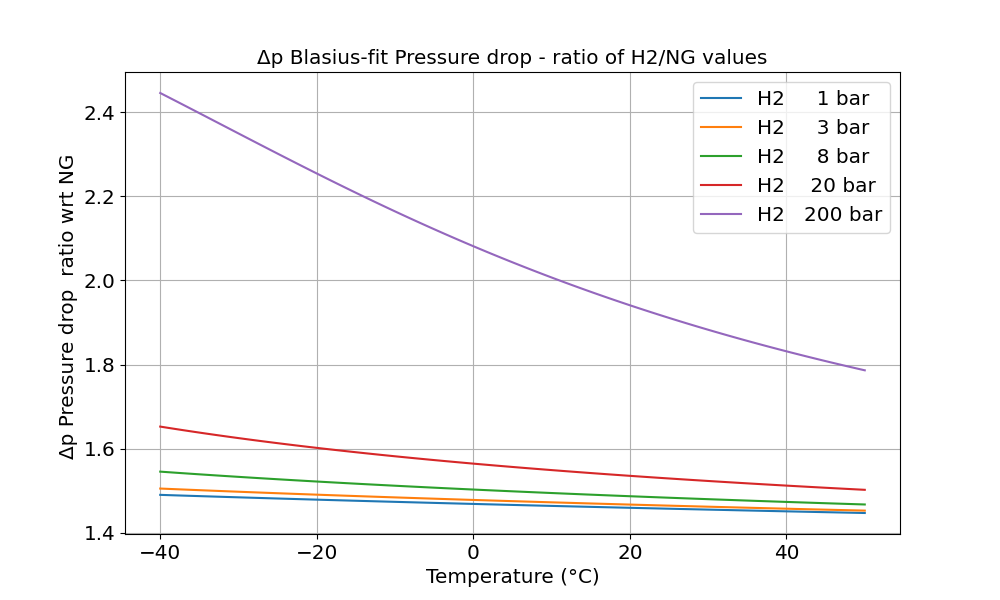 Δp Blasius-fit Pressure drop - ratio of H2/NG values
Δp Pressure drop  ratio wrt NG
2.4
2.2
2.0
1.8
1.6
1.4
H2 1 bar
H2 3 bar
H2 8 bar
H2 20 bar
H2 200 bar
−40 −20 0 20 40
Temperature (°C)